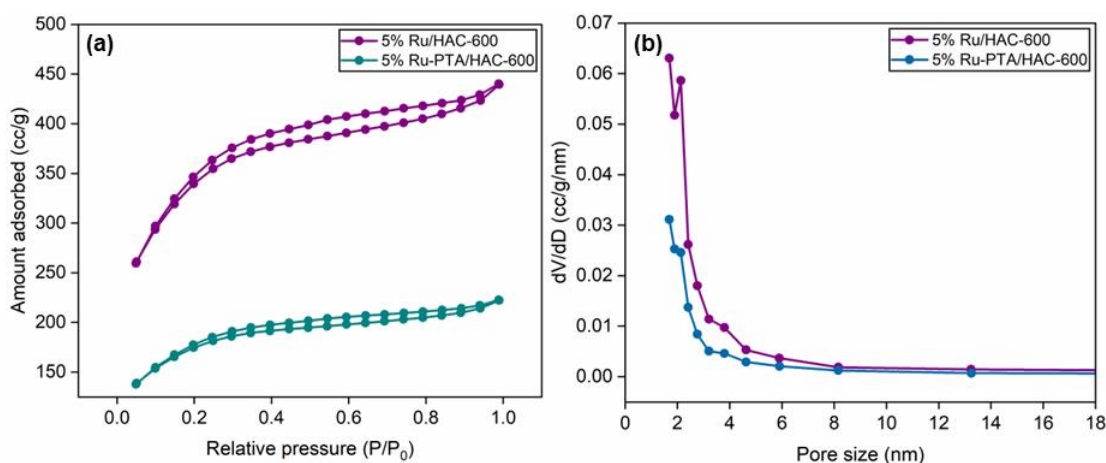 (a)
5% Ru/HAC-600
5% Ru-PTA/HAC-600
Amount adsorbed (cc/g)
500
450
400
350
300
250
200
150
0.0 0.2 0.4 0.6 0.8 1.0
Relative pressure (P/P₀)
(b)
5% Ru/HAC-600
5% Ru-PTA/HAC-600
dV/dD (cc/g/nm)
0.07
0.06
0.05
0.04
0.03
0.02
0.01
0.00
0 2 4 6 8 10 12 14 16 18
Pore size (nm)